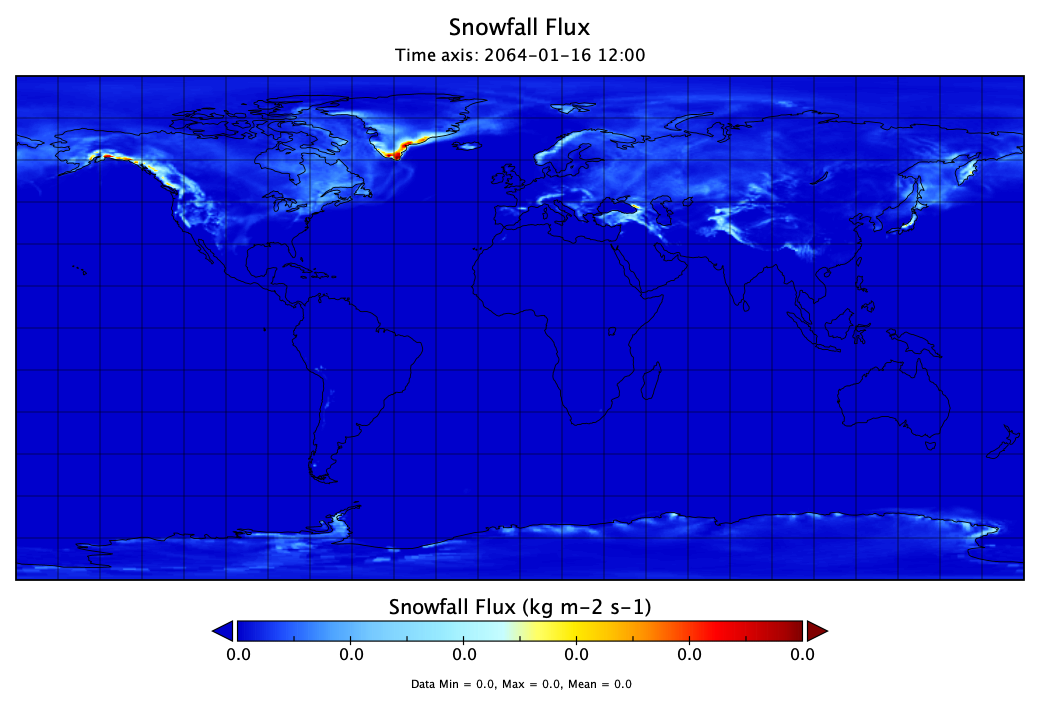 Snowfall Flux
Time axis: 2064-01-16 12:00
Snowfall Flux (kg m-2 s-1)
0.0 0.0 0.0 0.0 0.0 0.0
Data Min = 0.0, Max = 0.0, Mean = 0.0